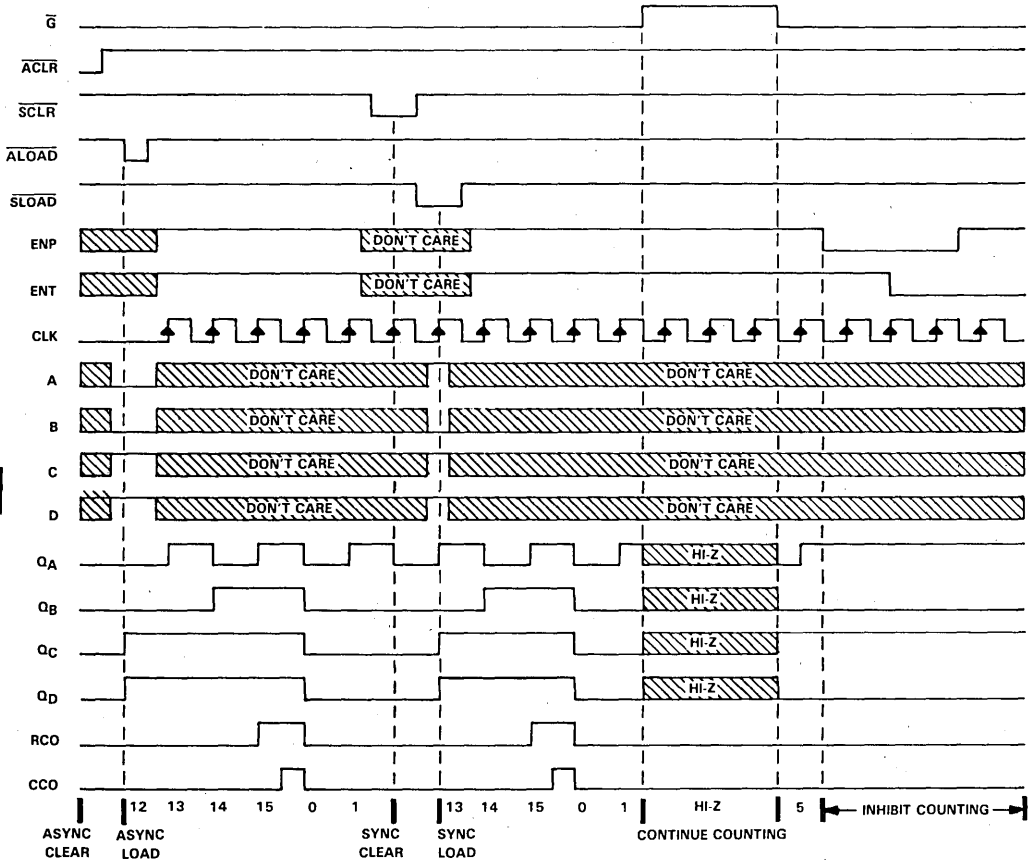 G
ACLR
SCLR
ALOAD
SLOAD
ENP DON'T CARE
ENT DON'T CARE
CLK
A DON'T CARE DON'T CARE
B DON'T CARE DON'T CARE
C DON'T CARE DON'T CARE
D DON'T CARE DON'T CARE
QA HI-Z
QB HI-Z
QC HI-Z
QD HI-Z
RCO
CCO
12 13 14 15 0 1 13 14 15 0 1 HI-Z 5 INHIBIT COUNTING
ASYNC CLEAR
ASYNC LOAD
SYNC CLEAR
SYNC LOAD
CONTINUE COUNTING